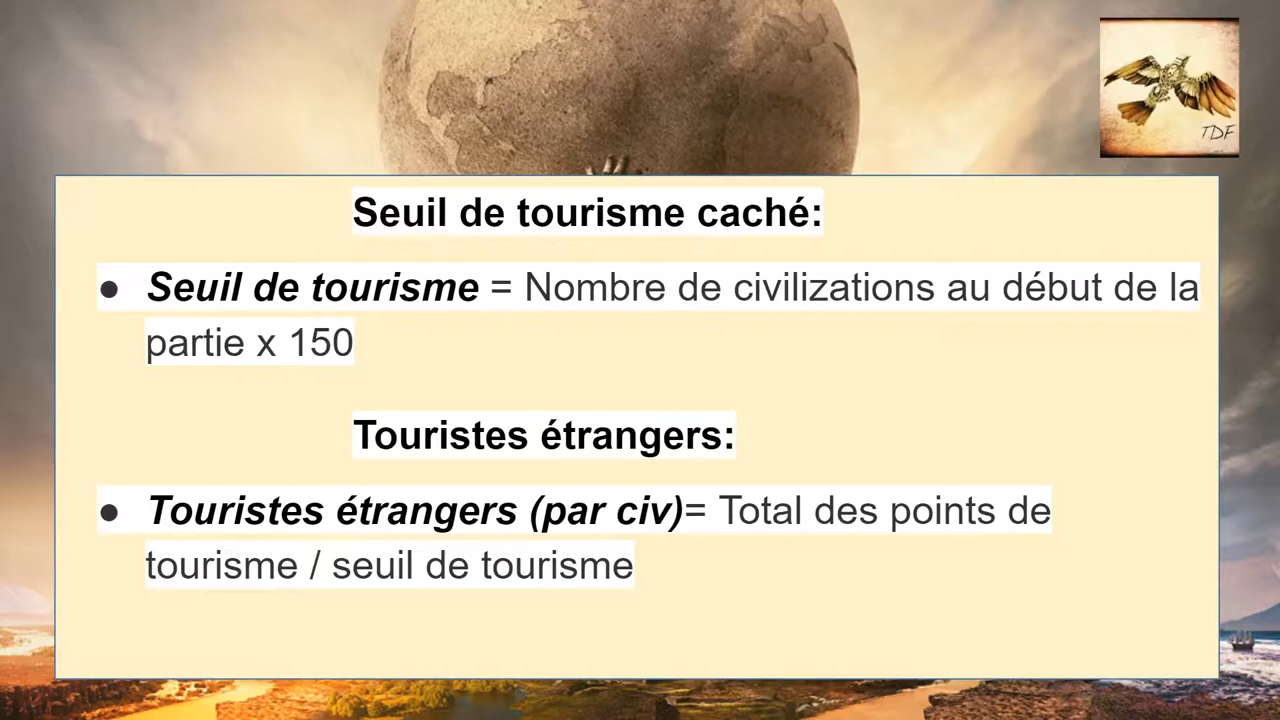 TDF
Seuil de tourisme caché:
● Seuil de tourisme = Nombre de civilizations au début de la
partie x 150
Touristes étrangers:
● Touristes étrangers (par civ)= Total des points de
tourisme / seuil de tourisme